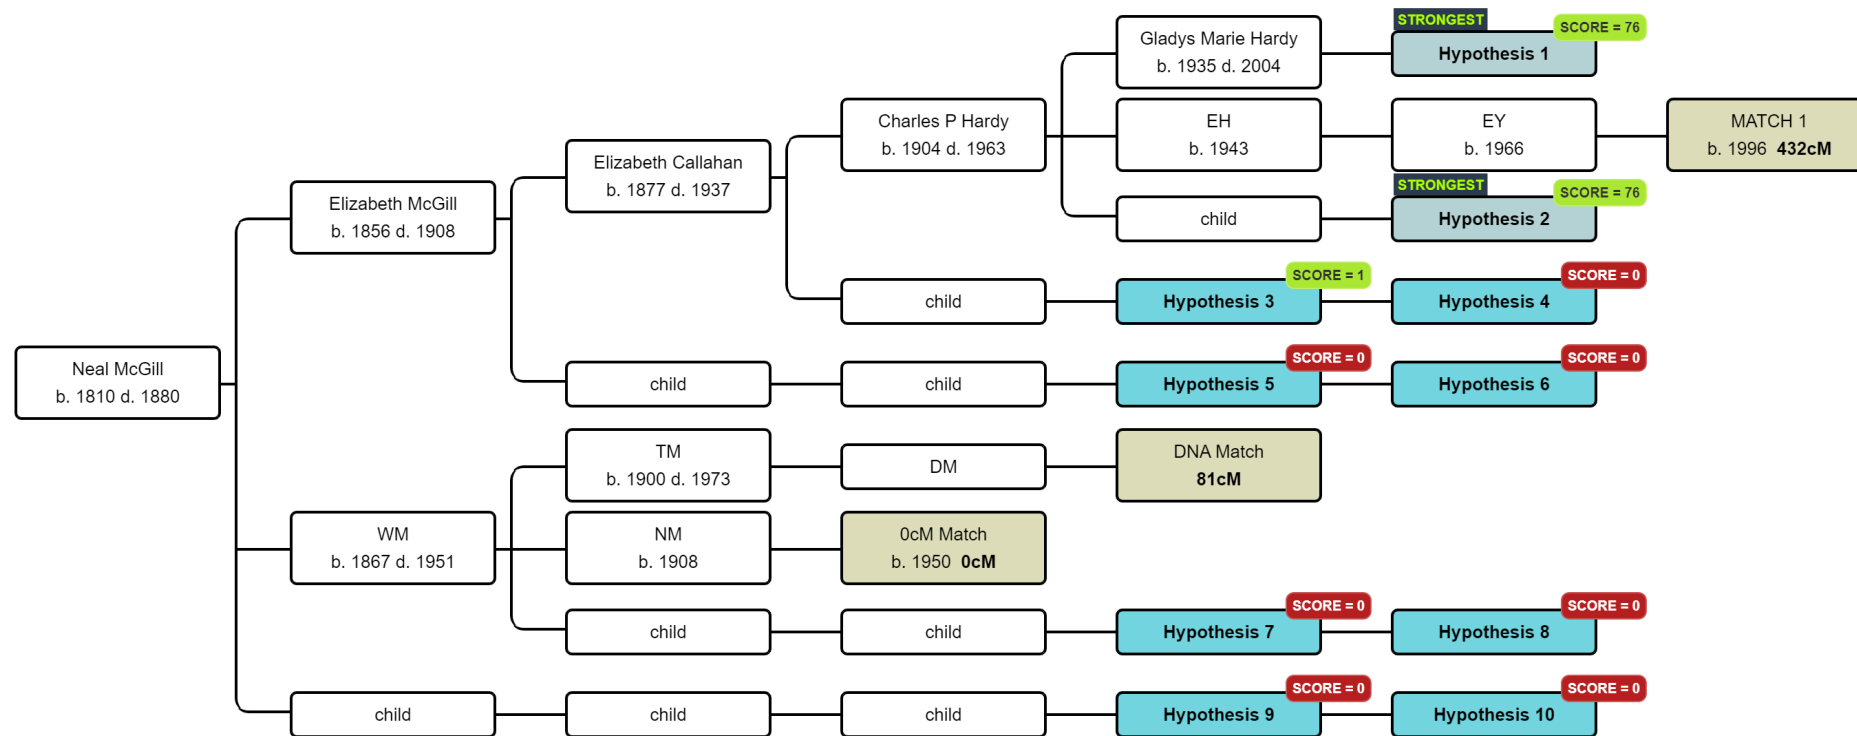 STRONGEST
SCORE = 76
Gladys Marie Hardy
b. 1935 d. 2004
Hypothesis 1
Charles P Hardy
b. 1904 d. 1963
EH
b. 1943
EY
b. 1966
MATCH 1
b. 1996 432cM
Elizabeth Callahan
b. 1877 d. 1937
STRONGEST
SCORE = 76
Elizabeth McGill
b. 1856 d. 1908
child
Hypothesis 2
SCORE = 1
SCORE = 0
child
Hypothesis 3
Hypothesis 4
Neal McGill
b. 1810 d. 1880
SCORE = 0
SCORE = 0
child
child
Hypothesis 5
Hypothesis 6
TM
b. 1900 d. 1973
DM
DNA Match
81cM
WM
b. 1867 d. 1951
NM
b. 1908
0cM Match
b. 1950 0cM
SCORE = 0
SCORE = 0
child
child
Hypothesis 7
Hypothesis 8
SCORE = 0
SCORE = 0
child
child
child
Hypothesis 9
Hypothesis 10